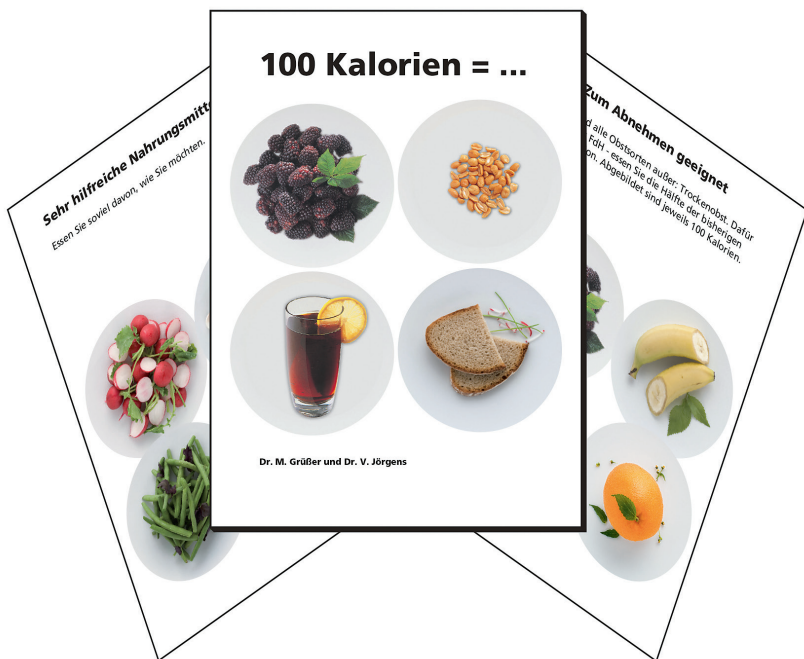 Sehr hilfreiche Nahrungsmitt
Essen Sie soviel davon, wie Sie möchten.
100 Kalorien = ...
Dr. M. Grüßer und Dr. V. Jörgens
Zum Abnehmen geeignet
d alle Obstsorten außer: Trockenobst. Dafür
FdH - essen Sie die Hälfte der bisherigen
on. Abgebildet sind jeweils 100 Kalorien.